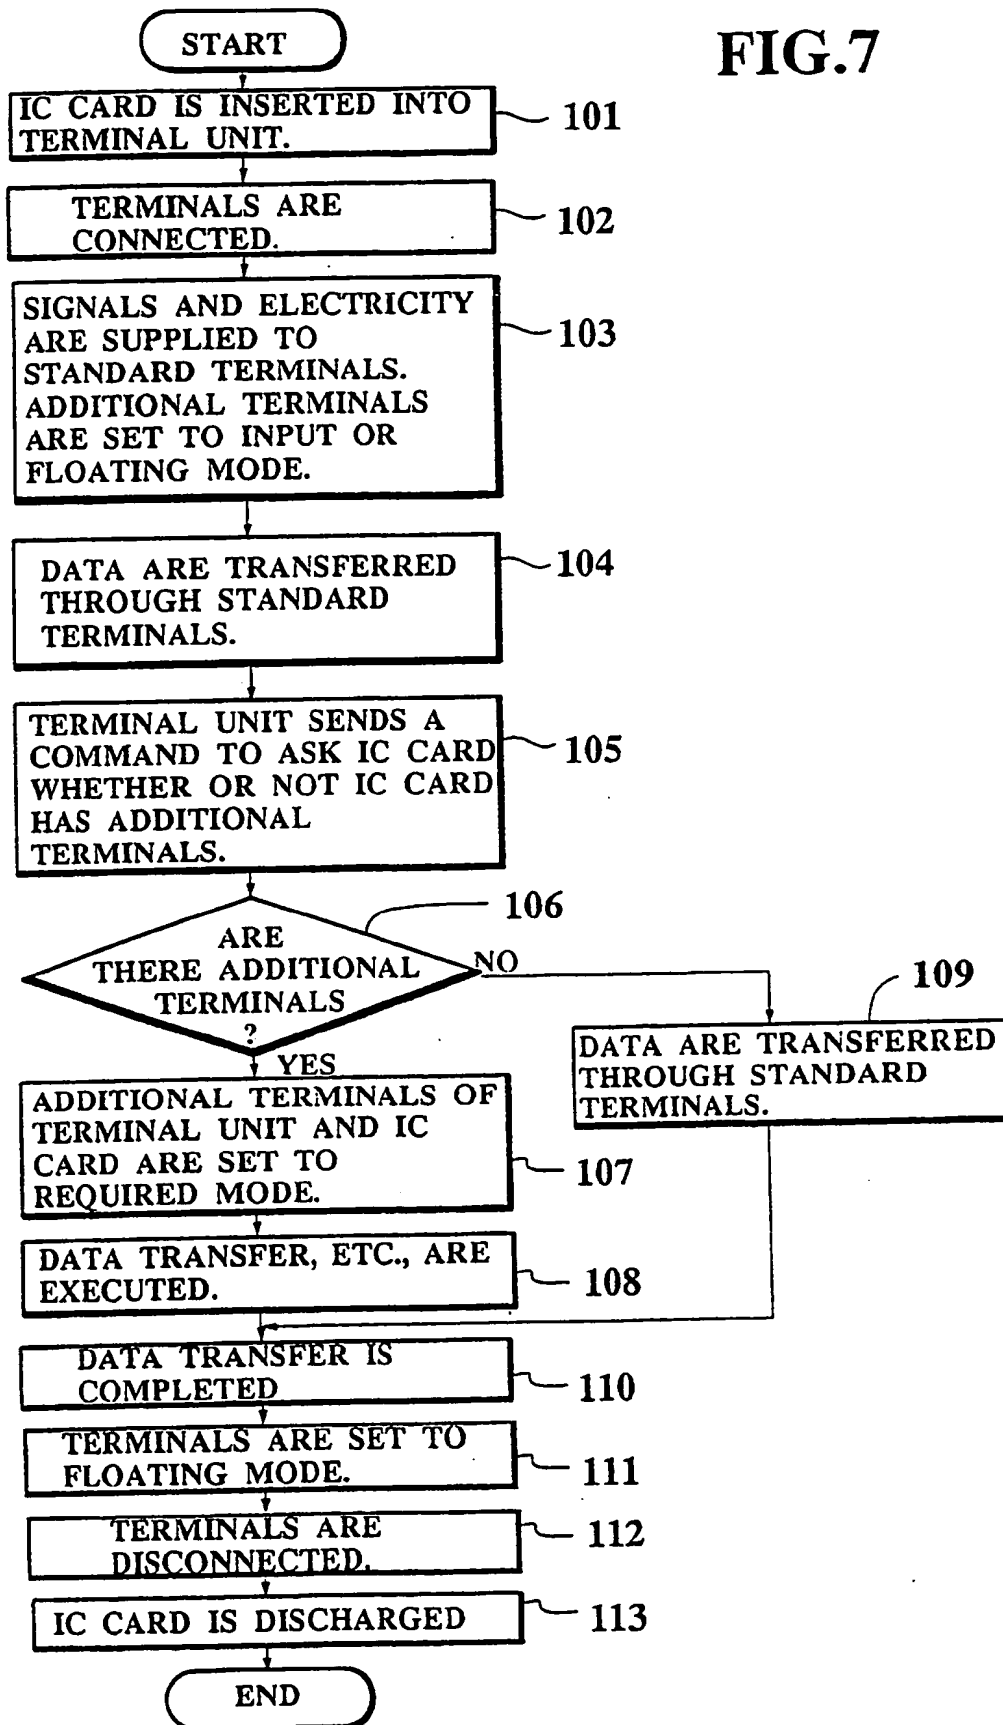 START
FIG.7
IC CARD IS INSERTED INTO
TERMINAL UNIT.
101
TERMINALS ARE
CONNECTED.
102
SIGNALS AND ELECTRICITY
ARE SUPPLIED TO
STANDARD TERMINALS.
ADDITIONAL TERMINALS
ARE SET TO INPUT OR
FLOATING MODE.
103
DATA ARE TRANSFERRED
THROUGH STANDARD
TERMINALS.
104
TERMINAL UNIT SENDS A
COMMAND TO ASK IC CARD
WHETHER OR NOT IC CARD
HAS ADDITIONAL
TERMINALS.
105
ARE
THERE ADDITIONAL
TERMINALS
?
106
NO
YES
109
DATA ARE TRANSFERRED
THROUGH STANDARD
TERMINALS.
ADDITIONAL TERMINALS OF
TERMINAL UNIT AND IC
CARD ARE SET TO
REQUIRED MODE.
107
DATA TRANSFER, ETC., ARE
EXECUTED.
108
DATA TRANSFER IS
COMPLETED
110
TERMINALS ARE SET TO
FLOATING MODE.
111
TERMINALS ARE
DISCONNECTED.
112
IC CARD IS DISCHARGED
113
END